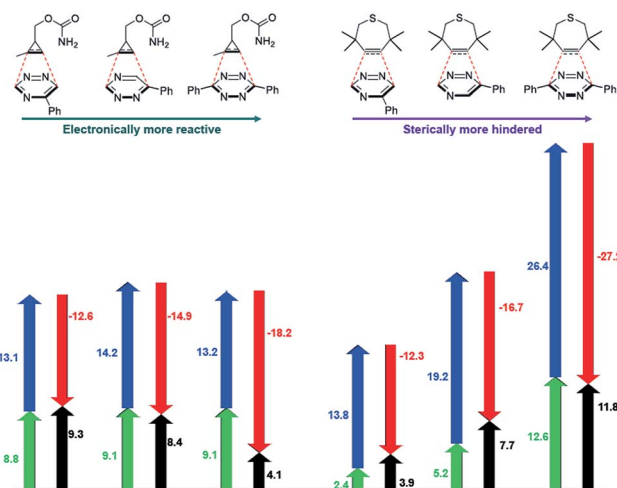 O O O O O O
NH₂ NH₂ NH₂
S S S
N=N N N=N N=N N N=N
N N N N-N N N N N-N
Ph Ph Ph Ph Ph Ph Ph Ph
Electronically more reactive
Sterically more hindered
13.1 -12.6 8.8 9.3
14.2 -14.9 9.1 8.4
13.2 -18.2 9.1 4.1
13.8 -12.3 2.4 3.9
19.2 -16.7 5.2 7.7
26.4 12.6 11.8